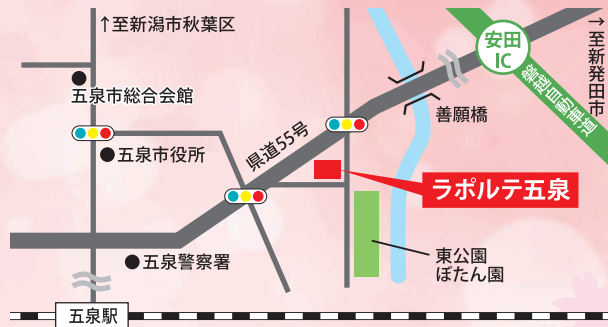 ↑至新潟市秋葉区
安田
IC
→至新発田市
磐越自動車道
五泉市総合会館
善願橋
県道55号
五泉市役所
ラポルテ五泉
五泉警察署
東公園
ぼたん園
五泉駅